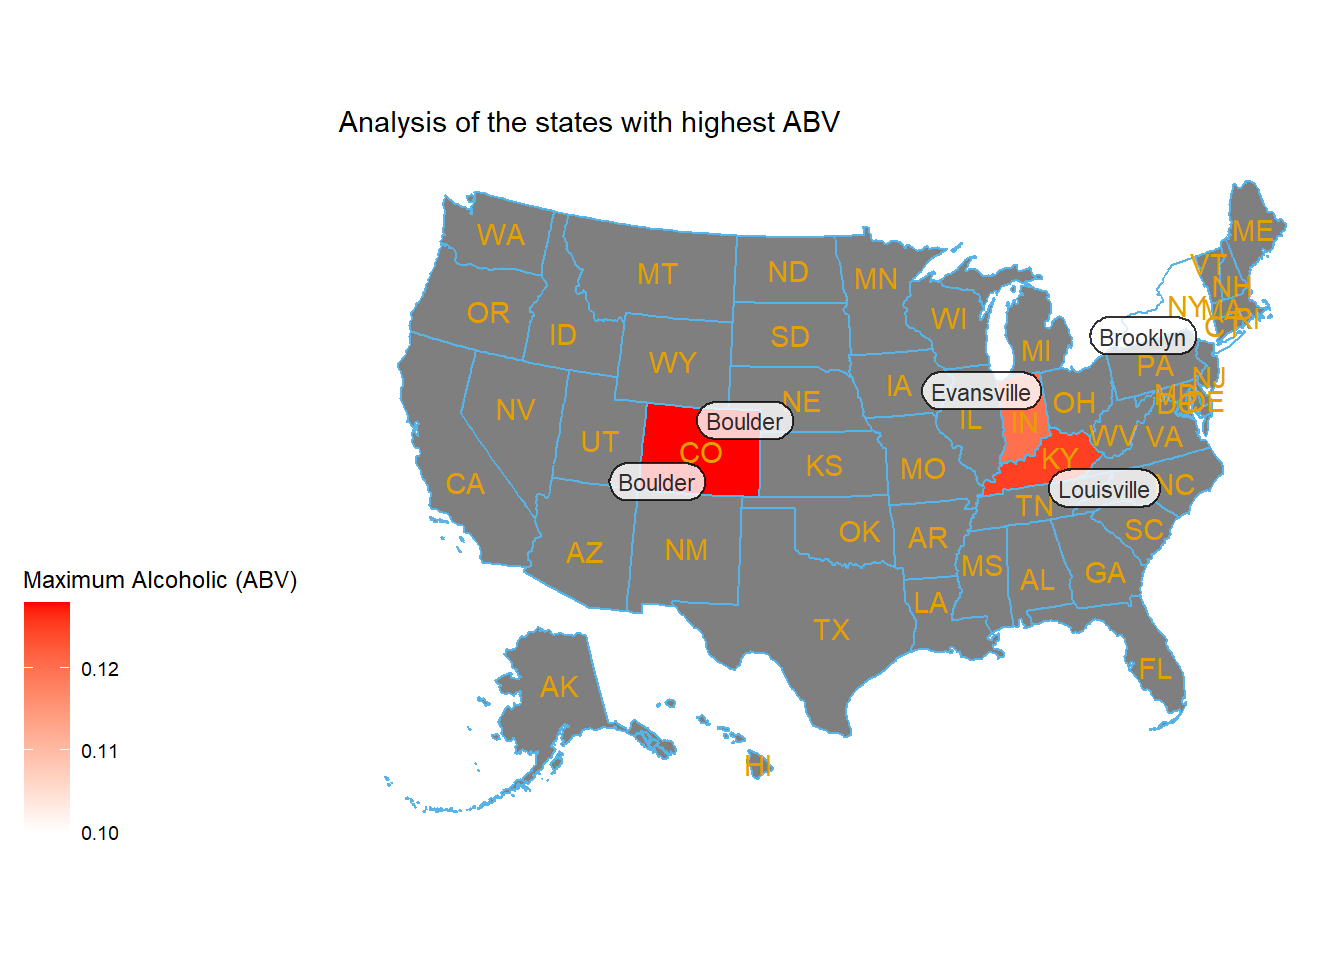 Analysis of the states with highest ABV
WA
MT
ND
MN
ME
VT
NH
OR
ID
SD
WI
NY
MA
CT
RI
Brooklyn
WY
MI
PA
NE
IA
Evansville
OH
NJ
MD
DC
DE
NV
Boulder
IL
IN
WV
VA
UT
CO
KS
MO
KY
CA
Boulder
Louisville
NC
TN
AZ
NM
OK
AR
SC
MS
AL
GA
LA
TX
FL
AK
HI
Maximum Alcoholic (ABV)
0.12
0.11
0.10